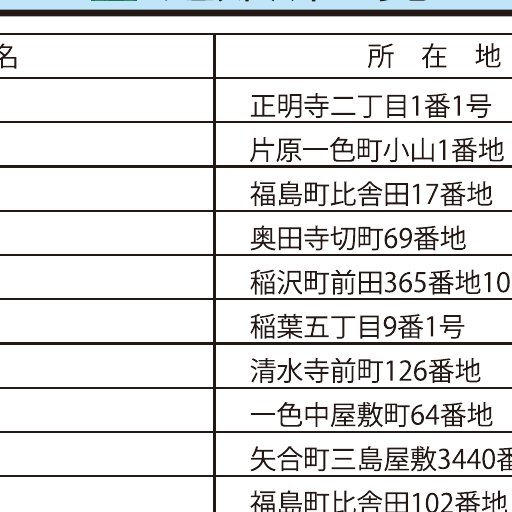 名 所在地
正明寺二丁目1番1号
片原一色町小山1番地
福島町比舎田17番地
奥田寺切町69番地
稲沢町前田365番地10
稲葉五丁目9番1号
清水寺前町126番地
一色中屋敷町64番地
矢合町三島屋敷3440番
福島町比舎田102番地